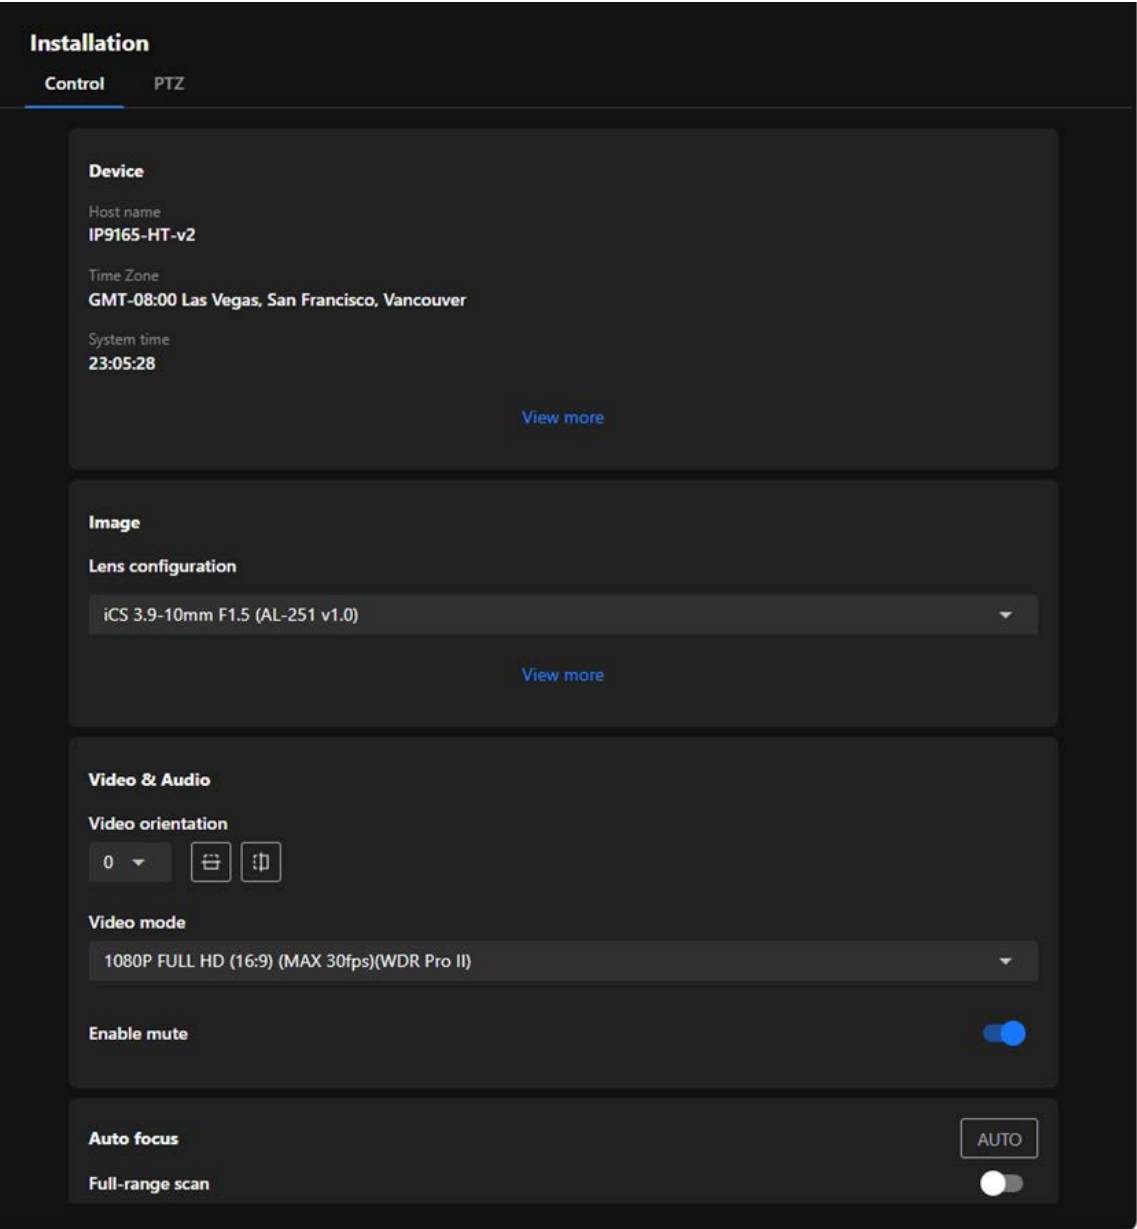 Installation
Control PTZ
Device
Host name
IP9165-HT-v2
Time Zone
GMT-08:00 Las Vegas, San Francisco, Vancouver
System time
23:05:28
View more
Image
Lens configuration
iCS 3.9-10mm F1.5 (AL-251 v1.0)
View more
Video & Audio
Video orientation
0
Video mode
1080P FULL HD (16:9) (MAX 30fps)(WDR Pro II)
Enable mute
Auto focus AUTO
Full-range scan